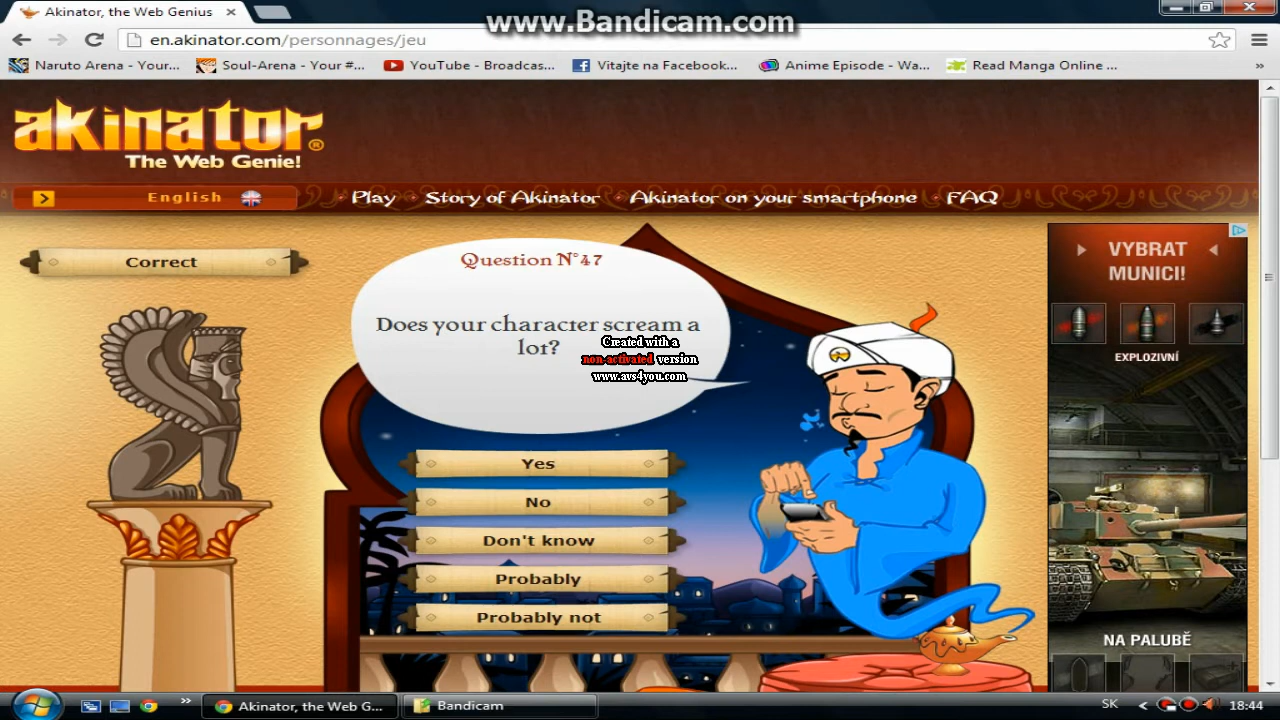 Akinator, the Web Genius
www.Bandicam.com
en.akinator.com/personnages/jeu
Naruto Arena - Your...
Soul-Arena - Your #...
YouTube - Broadcas...
Vitajte na Facebook...
Anime Episode - Wa...
Read Manga Online ...
»
akinator®
The Web Genie!
English
Play
Story of Akinator
Akinator on your smartphone
FAQ
Correct
Question N°47
Does your character scream a
lot?
Created with a
non-activated version
www.avs4you.com
Yes
No
Don't know
Probably
Probably not
VYBRAT
MUNICI!
EXPLOZIVNÍ
NA PALUBĚ
»
Akinator, the Web G...
Bandicam
SK
18:44